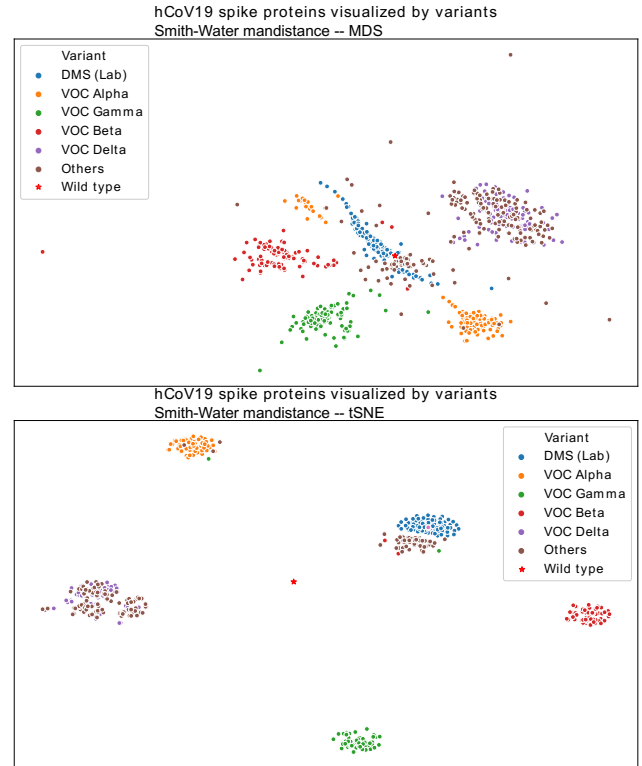 hCoV19 spike proteins visualized by variants
Smith-Water mandistance -- MDS
Variant
DMS (Lab)
VOC Alpha
VOC Gamma
VOC Beta
VOC Delta
Others
Wild type
hCoV19 spike proteins visualized by variants
Smith-Water mandistance -- tSNE
Variant
DMS (Lab)
VOC Alpha
VOC Gamma
VOC Beta
VOC Delta
Others
Wild type